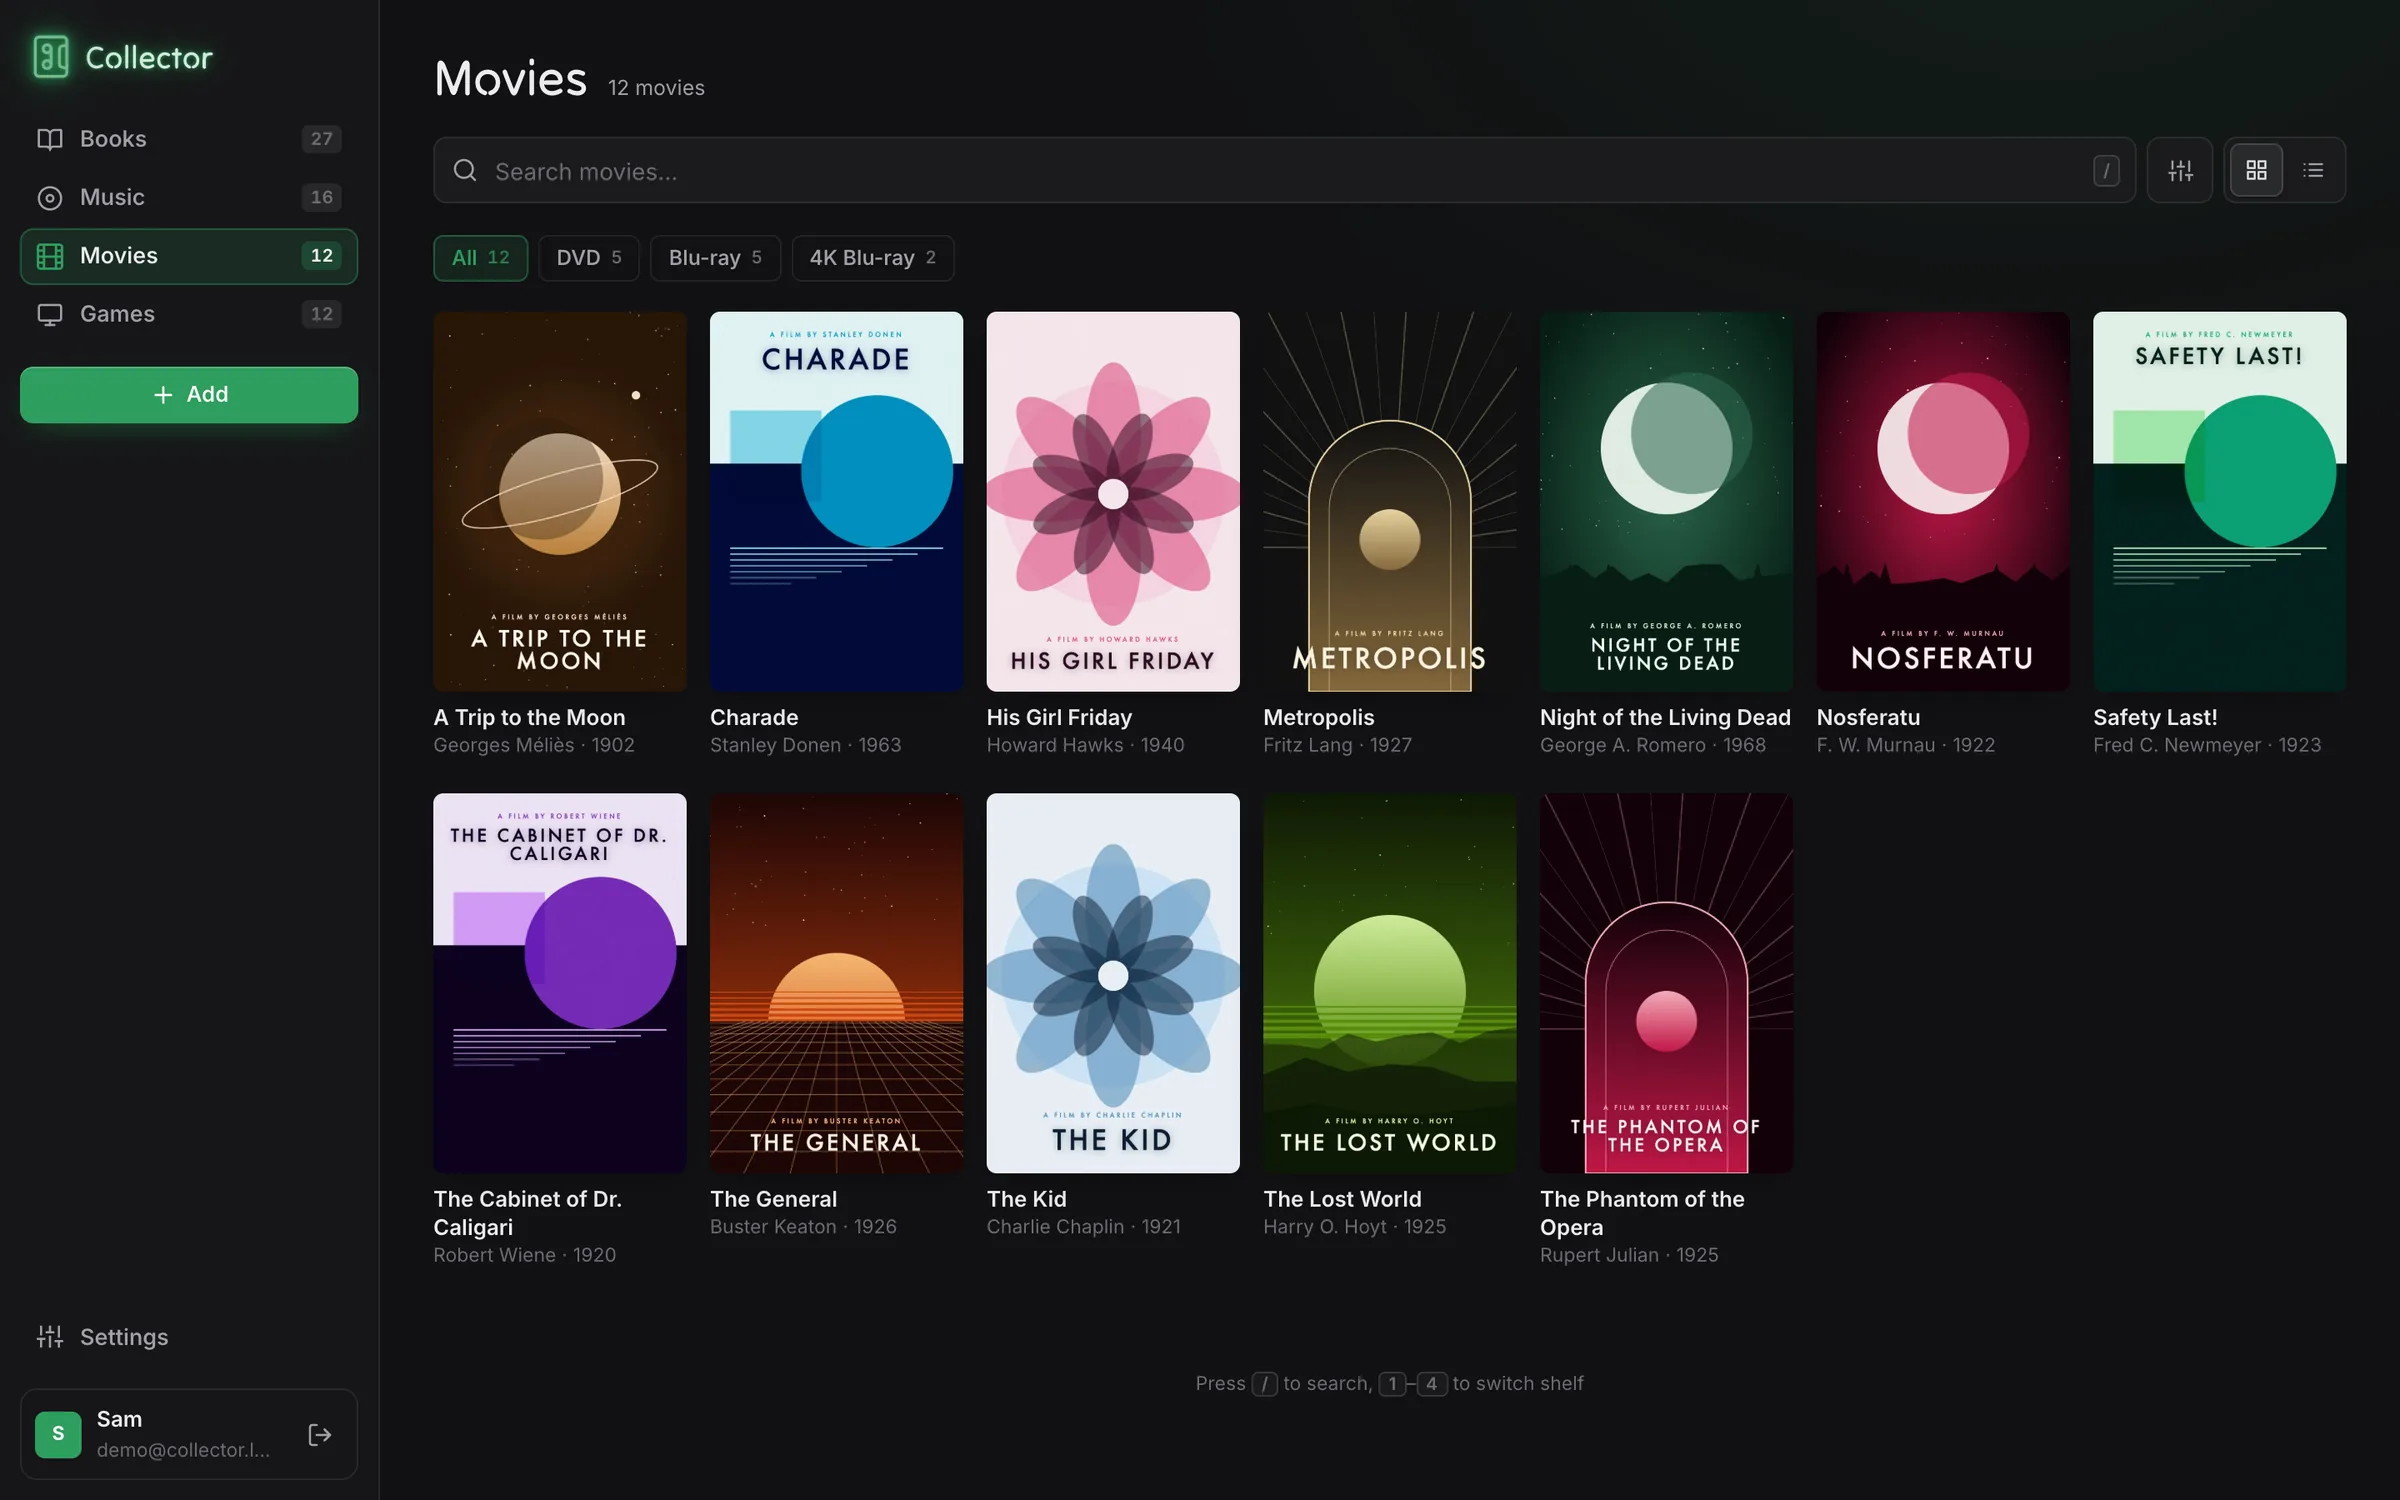 Collector
Books 27
Music 16
Movies 12
Games 12
+ Add
Settings
S
Sam
demo@collector.l...
Movies 12 movies
Search movies... /
All 12 DVD 5 Blu-ray 5 4K Blu-ray 2
A FILM BY GEORGES MÉLIÈS
A TRIP TO THE
MOON
A Trip to the Moon
Georges Méliès · 1902
A FILM BY STANLEY DONEN
CHARADE
Charade
Stanley Donen · 1963
A FILM BY HOWARD HAWKS
HIS GIRL FRIDAY
His Girl Friday
Howard Hawks · 1940
A FILM BY FRITZ LANG
METROPOLIS
Metropolis
Fritz Lang · 1927
A FILM BY GEORGE A. ROMERO
NIGHT OF THE
LIVING DEAD
Night of the Living Dead
George A. Romero · 1968
A FILM BY F. W. MURNAU
NOSFERATU
Nosferatu
F. W. Murnau · 1922
A FILM BY FRED C. NEWMEYER
SAFETY LAST!
Safety Last!
Fred C. Newmeyer · 1923
A FILM BY ROBERT WIENE
THE CABINET OF DR.
CALIGARI
The Cabinet of Dr.
Caligari
Robert Wiene · 1920
A FILM BY BUSTER KEATON
THE GENERAL
The General
Buster Keaton · 1926
A FILM BY CHARLIE CHAPLIN
THE KID
The Kid
Charlie Chaplin · 1921
A FILM BY HARRY O. HOYT
THE LOST WORLD
The Lost World
Harry O. Hoyt · 1925
A FILM BY RUPERT JULIAN
THE PHANTOM OF
THE OPERA
The Phantom of the
Opera
Rupert Julian · 1925
Press / to search, 1–4 to switch shelf